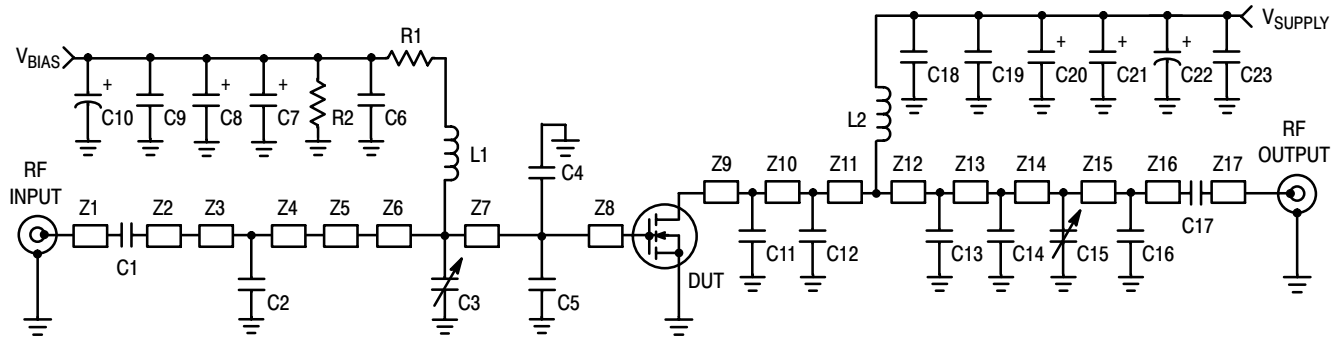 VBIAS
R1
VSUPPLY
+
+
+
+
+
+
C10
C9
C8
C7
R2
C6
C18
C19
C20
C21
C22
C23
L1
L2
C4
RF
INPUT
RF
OUTPUT
Z1
Z2
Z3
Z4
Z5
Z6
Z7
Z8
Z9
Z10
Z11
Z12
Z13
Z14
Z15
Z16
Z17
C1
C2
C3
C5
DUT
C11
C12
C13
C14
C15
C16
C17